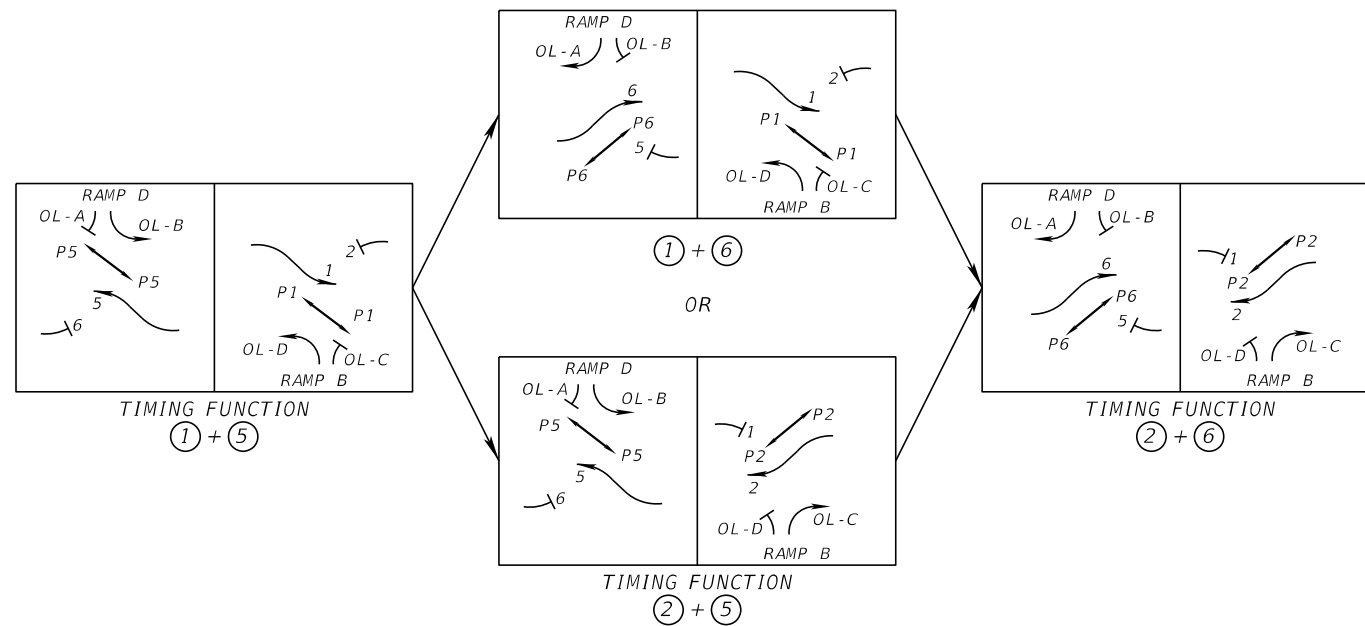 RAMP D
OL-A
OL-B
P5
P5
5
6
2
1
P1
P1
OL-D
OL-C
RAMP B
TIMING FUNCTION
1 + 5
RAMP D
OL-A
OL-B
6
P6
5
P6
2
1
P1
P1
OL-D
OL-C
RAMP B
1 + 6
OR
RAMP D
OL-A
OL-B
P5
P5
5
6
P2
1
P2
2
OL-D
OL-C
RAMP B
TIMING FUNCTION
2 + 5
RAMP D
OL-A
OL-B
6
P6
5
P6
P2
1
P2
2
OL-D
OL-C
RAMP B
TIMING FUNCTION
2 + 6